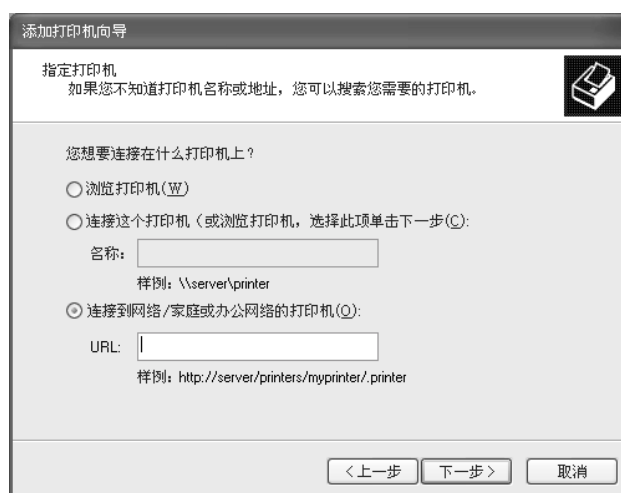 添加打印机向导
指定打印机
如果您不知道打印机名称或地址，您可以搜索您需要的打印机。
您想要连接在什么打印机上？
浏览打印机(W)
连接这个打印机（或浏览打印机，选择此项单击下一步(C):
名称：
样例：\\server\printer
连接到网络/家庭或办公网络的打印机(O):
URL:
样例：http://server/printers/myprinter/.printer
<上一步 下一步> 取消